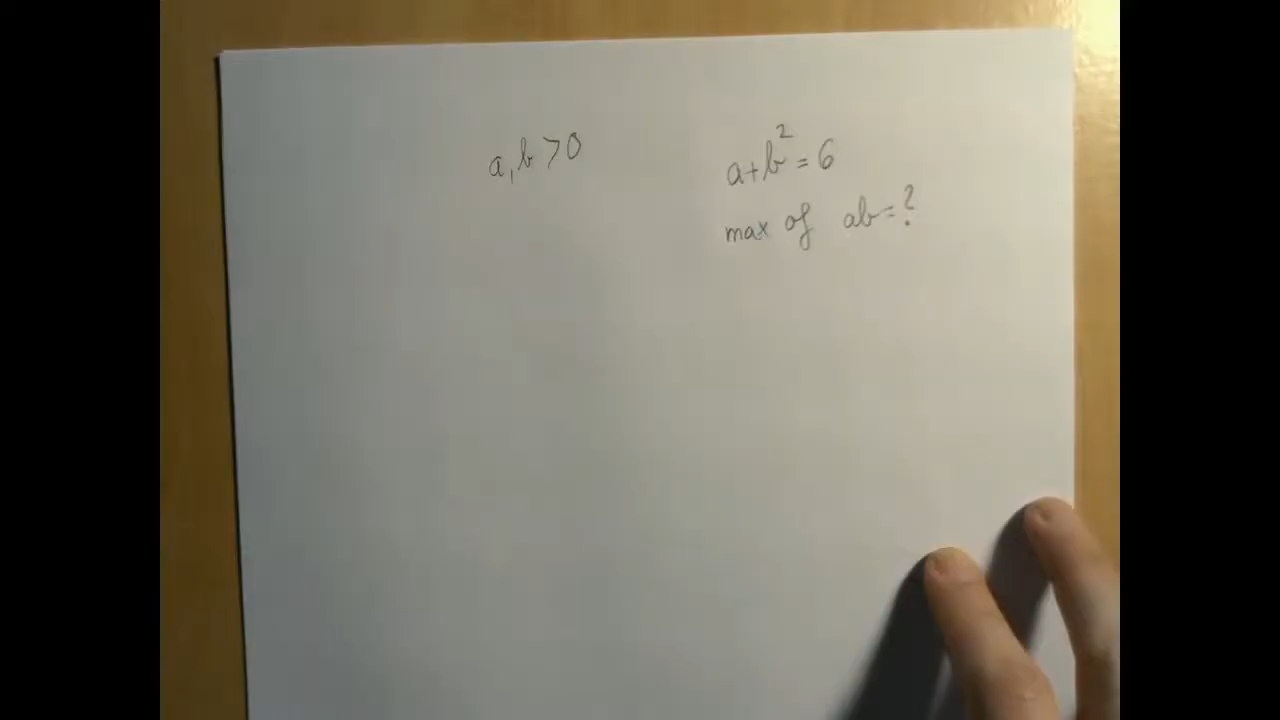 a,b >0
a+b²=6
max of ab=?